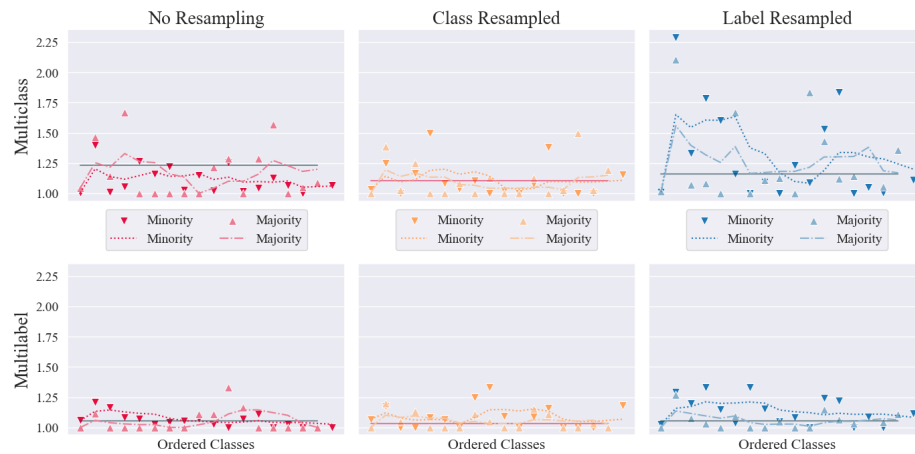 No Resampling
Class Resampled
Label Resampled
Multiclass
2.25
2.00
1.75
1.50
1.25
1.00
Minority
Majority
Minority
Majority
Minority
Majority
Minority
Majority
Minority
Majority
Minority
Majority
Multilabel
2.25
2.00
1.75
1.50
1.25
1.00
Ordered Classes
Ordered Classes
Ordered Classes